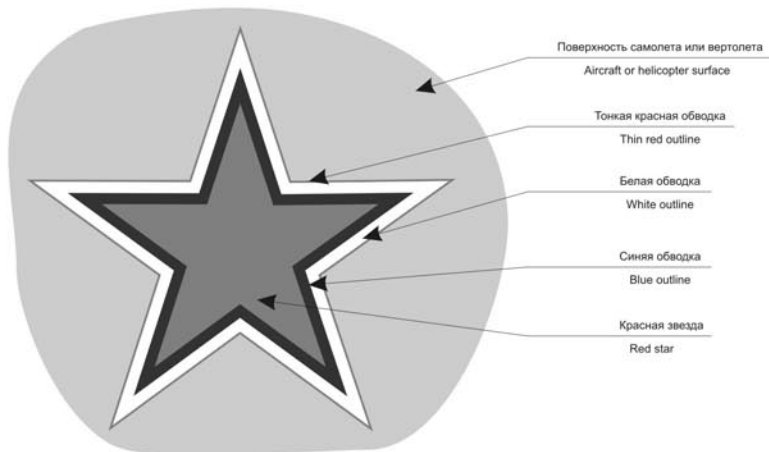 Поверхность самолета или вертолета
Aircraft or helicopter surface
Тонкая красная обводка
Thin red outline
Белая обводка
White outline
Синяя обводка
Blue outline
Красная звезда
Red star